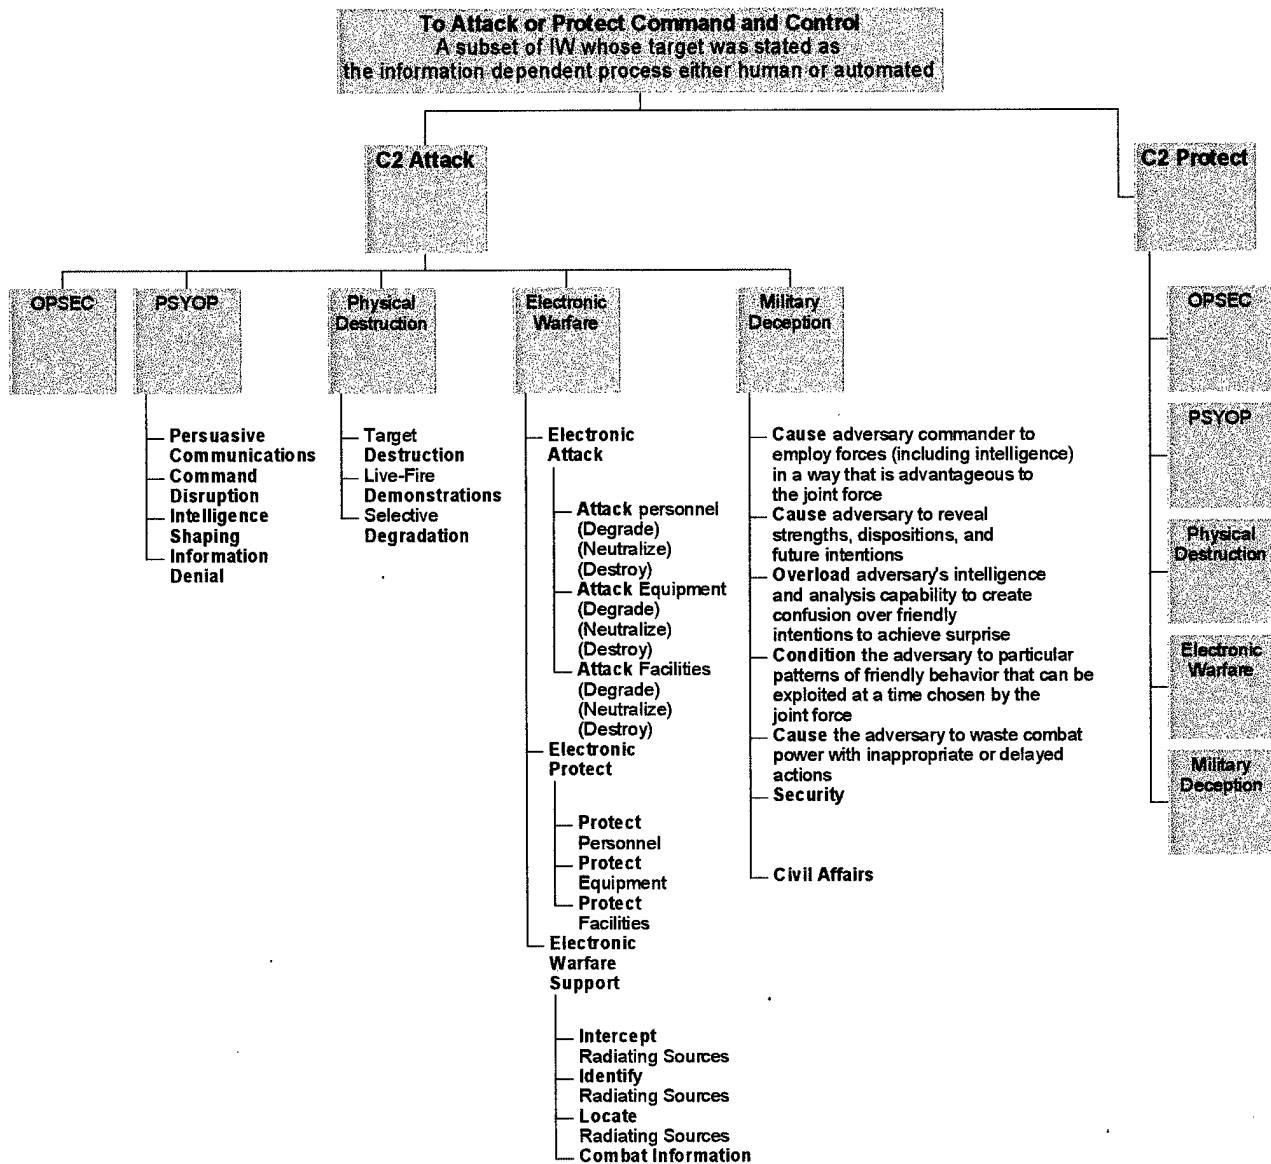 To Attack or Protect Command and Control
A subset of IW whose target was stated as
the information dependent process either human or automated
C2 Attack
C2 Protect
OPSEC
PSYOP
Persuasive
Communications
Command
Disruption
Intelligence
Shaping
Information
Denial
Physical
Destruction
Target
Destruction
Live-Fire
Demonstrations
Selective
Degradation
Electronic
Warfare
Electronic
Attack
Attack personnel
(Degrade)
(Neutralize)
(Destroy)
Attack Equipment
(Degrade)
(Neutralize)
(Destroy)
Attack Facilities
(Degrade)
(Neutralize)
(Destroy)
Electronic
Protect
Protect
Personnel
Protect
Equipment
Protect
Facilities
Electronic
Warfare
Support
Intercept
Radiating Sources
Identify
Radiating Sources
Locate
Radiating Sources
Combat Information
Military
Deception
Cause adversary commander to
employ forces (including intelligence)
in a way that is advantageous to
the joint force
Cause adversary to reveal
strengths, dispositions, and
future intentions
Overload adversary's intelligence
and analysis capability to create
confusion over friendly
intentions to achieve surprise
Condition the adversary to particular
patterns of friendly behavior that can be
exploited at a time chosen by the
joint force
Cause the adversary to waste combat
power with inappropriate or delayed
actions
Security
Civil Affairs
OPSEC
PSYOP
Physical
Destruction
Electronic
Warfare
Military
Deception